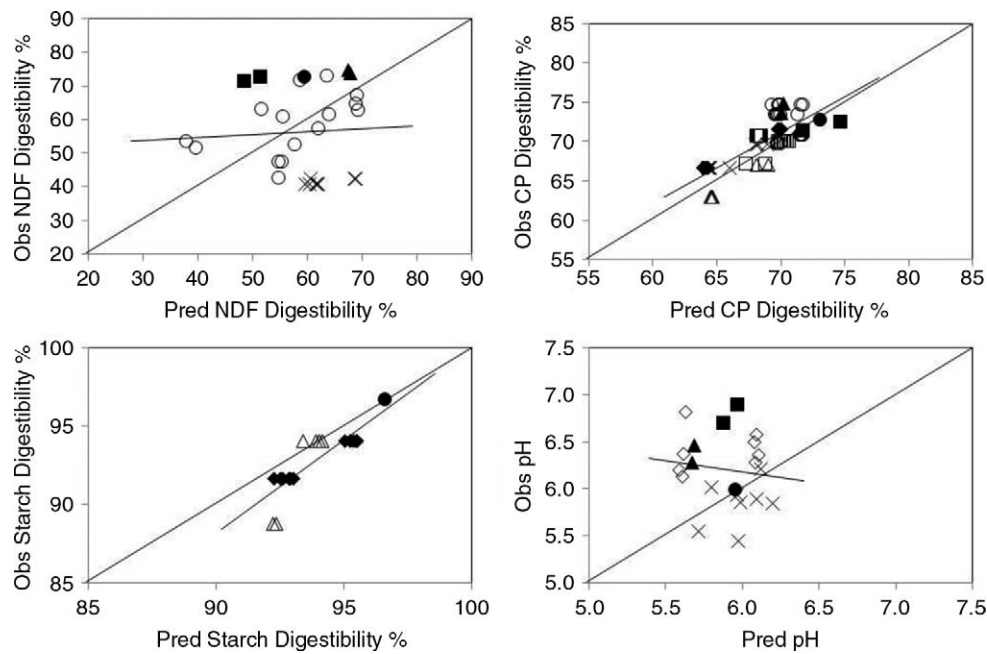 Obs NDF Digestibility %
90
80
70
60
50
40
30
20
20 30 40 50 60 70 80 90
Pred NDF Digestibility %
Obs CP Digestibility %
85
80
75
70
65
60
55
55 60 65 70 75 80 85
Pred CP Digestibility %
Obs Starch Digestibility %
100
95
90
85
85 90 95 100
Pred Starch Digestibility %
Obs pH
7.5
7.0
6.5
6.0
5.5
5.0
5.0 5.5 6.0 6.5 7.0 7.5
Pred pH